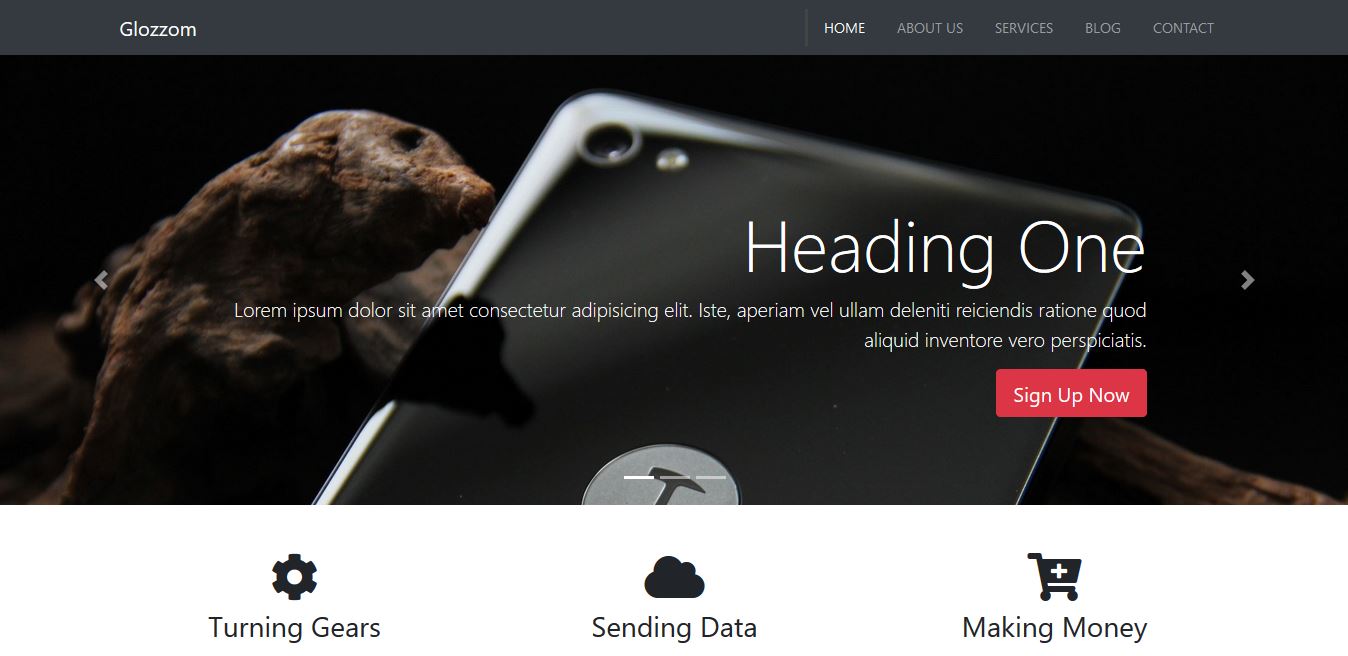 Glozzom
HOME
ABOUT US
SERVICES
BLOG
CONTACT
Heading One
Lorem ipsum dolor sit amet consectetur adipisicing elit. Iste, aperiam vel ullam deleniti reiciendis ratione quod
aliquid inventore vero perspiciatis.
Sign Up Now
Turning Gears
Sending Data
Making Money